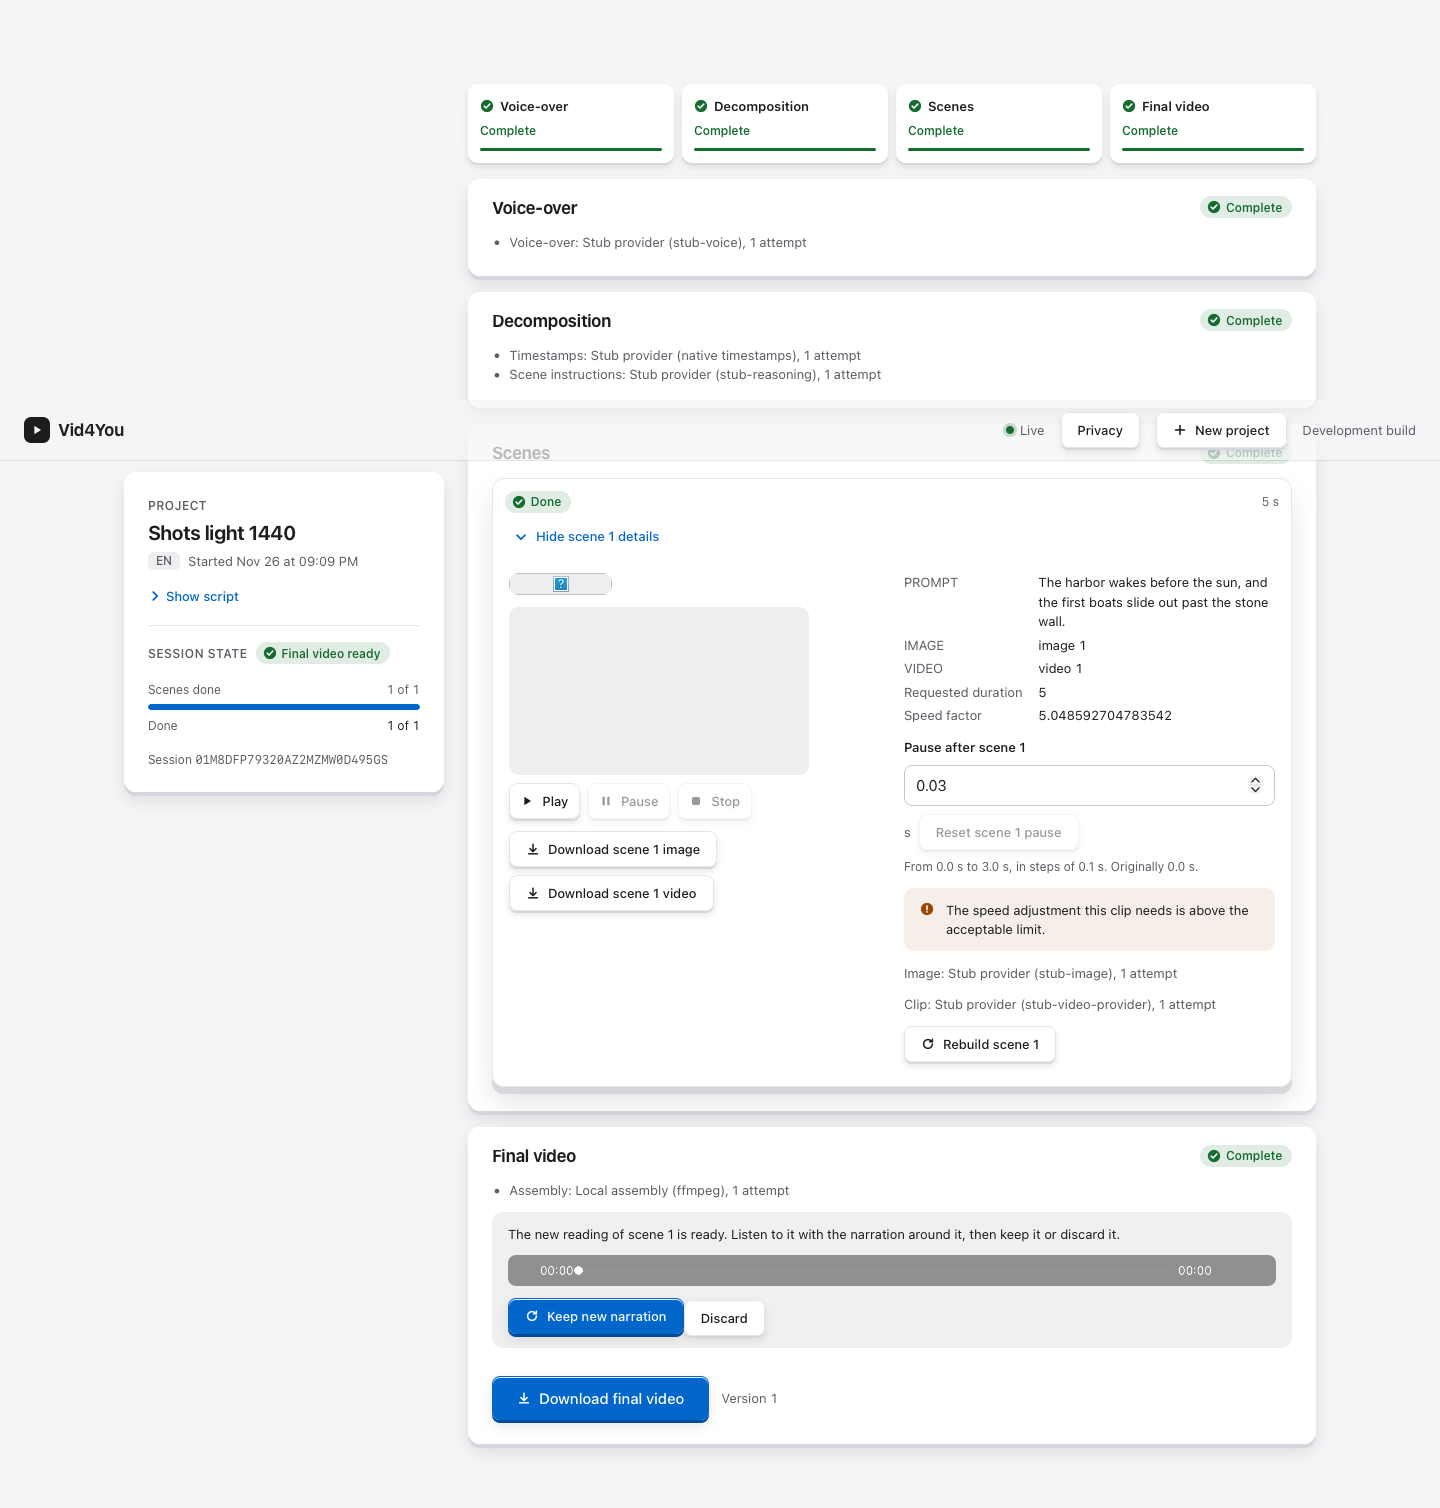 Voice-over
Complete
Decomposition
Complete
Scenes
Complete
Final video
Complete
Voice-over
Complete
Voice-over: Stub provider (stub-voice), 1 attempt
Decomposition
Complete
Timestamps: Stub provider (native timestamps), 1 attempt
Scene instructions: Stub provider (stub-reasoning), 1 attempt
Vid4You
Live
Privacy
New project
Development build
Scenes
Complete
PROJECT
Shots light 1440
EN Started Nov 26 at 09:09 PM
Show script
SESSION STATE Final video ready
Scenes done 1 of 1
Done 1 of 1
Session 01M8DFP79320AZ2MZMW0D495GS
Done
5 s
Hide scene 1 details
?
Play
Pause
Stop
Download scene 1 image
Download scene 1 video
PROMPT The harbor wakes before the sun, and
the first boats slide out past the stone
wall.
IMAGE image 1
VIDEO video 1
Requested duration 5
Speed factor 5.048592704783542
Pause after scene 1
0.03
s Reset scene 1 pause
From 0.0 s to 3.0 s, in steps of 0.1 s. Originally 0.0 s.
The speed adjustment this clip needs is above the
acceptable limit.
Image: Stub provider (stub-image), 1 attempt
Clip: Stub provider (stub-video-provider), 1 attempt
Rebuild scene 1
Final video
Complete
Assembly: Local assembly (ffmpeg), 1 attempt
The new reading of scene 1 is ready. Listen to it with the narration around it, then keep it or discard it.
00:00 00:00
Keep new narration Discard
Download final video Version 1